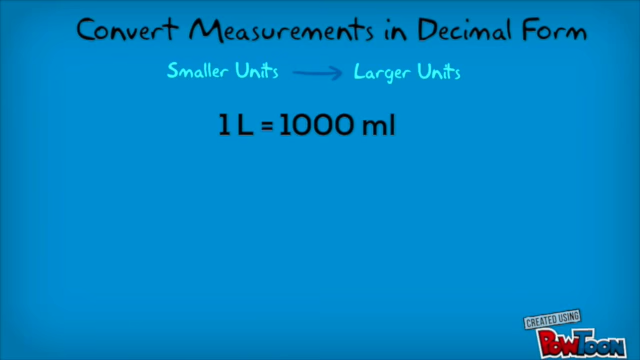 Convert Measurements in Decimal Form
Smaller Units → Larger Units
1 L = 1000 ml
CREATED USING
POWTOON